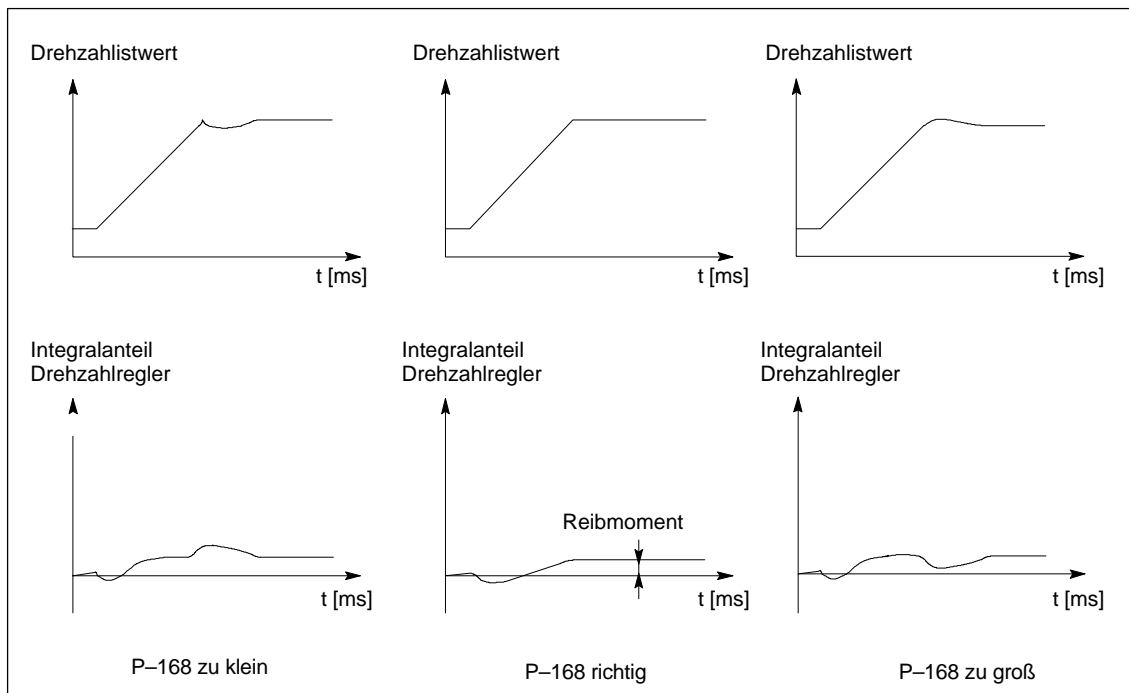 Drehzahlistwert
Drehzahlistwert
Drehzahlistwert
t [ms]
t [ms]
t [ms]
Integralanteil
Drehzahlregler
Integralanteil
Drehzahlregler
Integralanteil
Drehzahlregler
Reibmoment
t [ms]
t [ms]
t [ms]
P–168 zu klein
P–168 richtig
P–168 zu groß